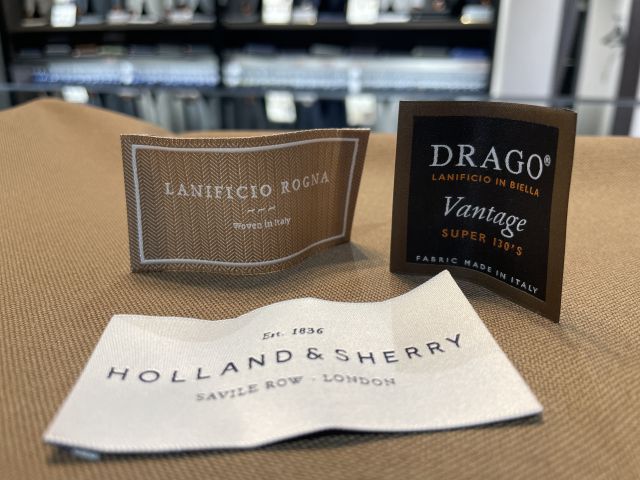 LANIFICIO ROGNA
Woven in Italy
DRAGO®
LANIFICIO IN BIELLA
Vantage
SUPER 130'S
FABRIC MADE IN ITALY
Est. 1836
HOLLAND & SHERRY
SAVILE ROW · LONDON